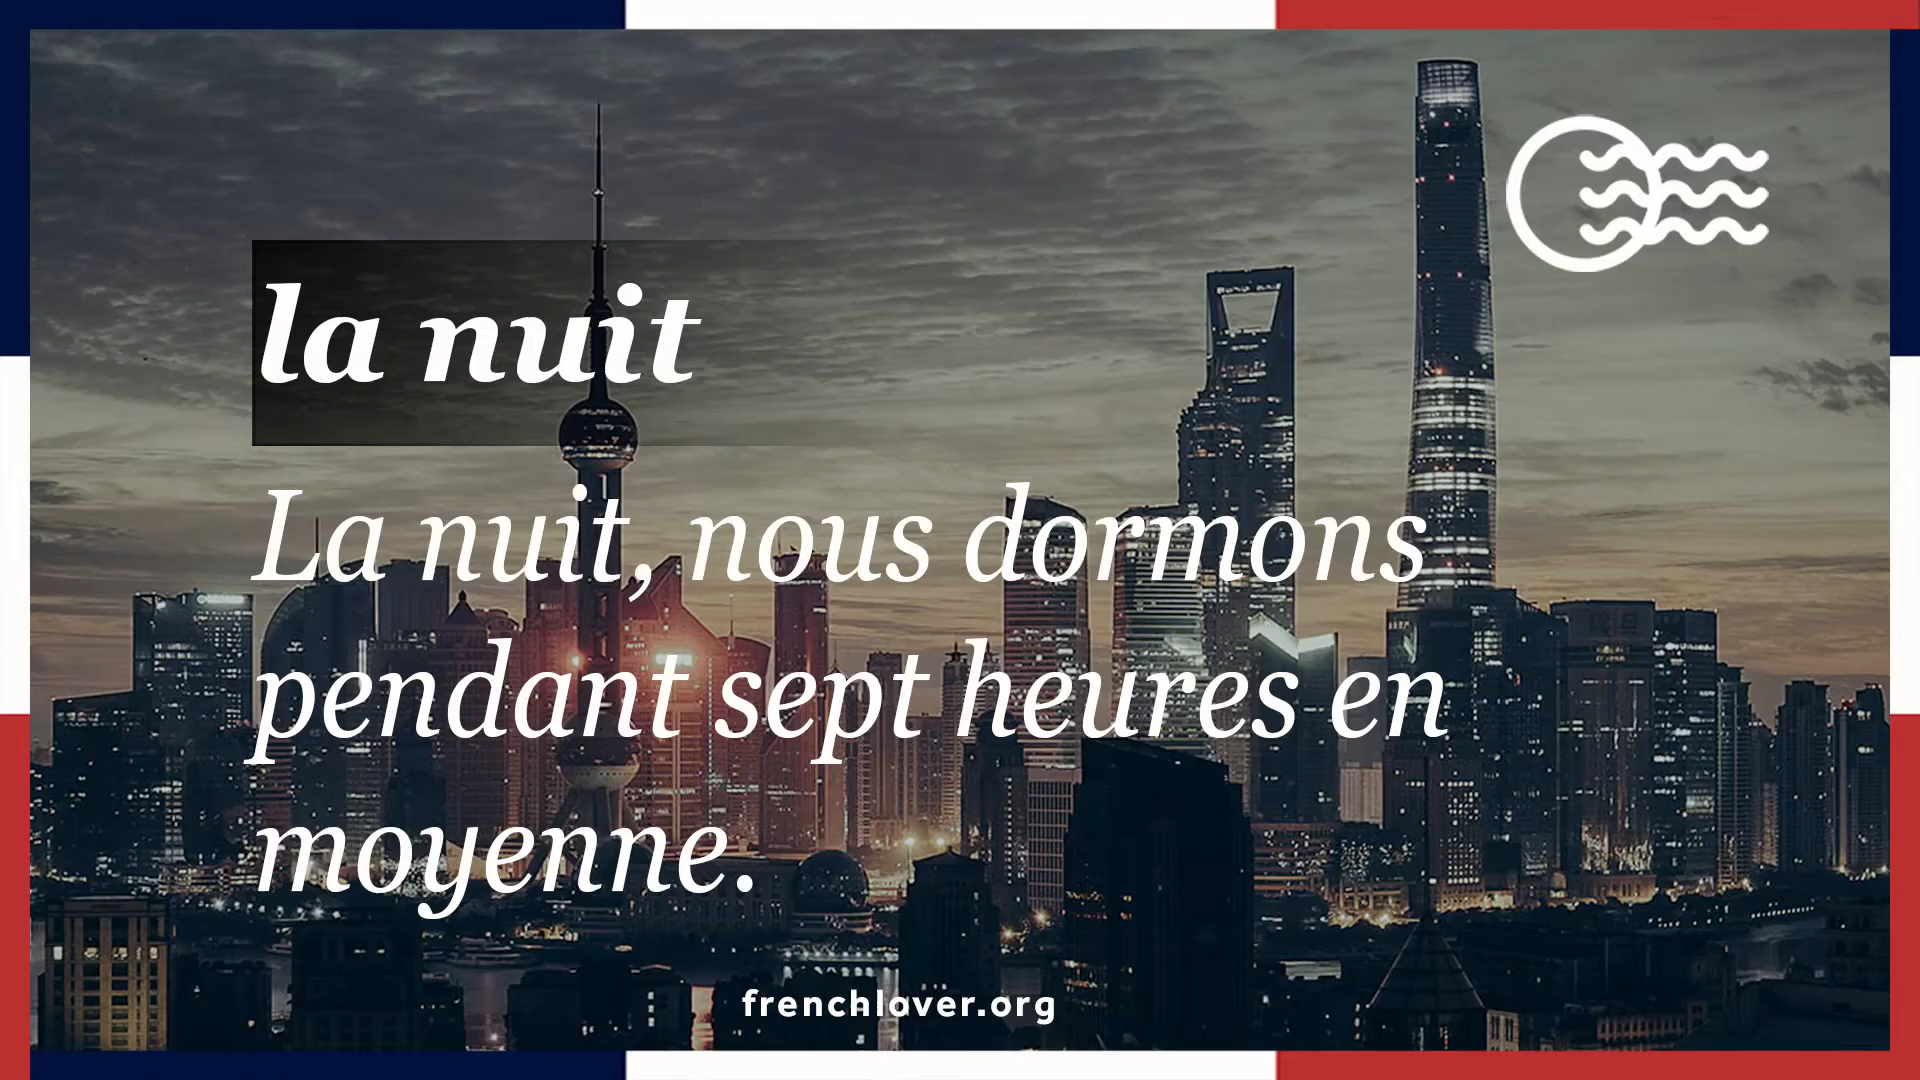 la nuit
La nuit, nous dormons
pendant sept heures en
moyenne.
frenchlover.org